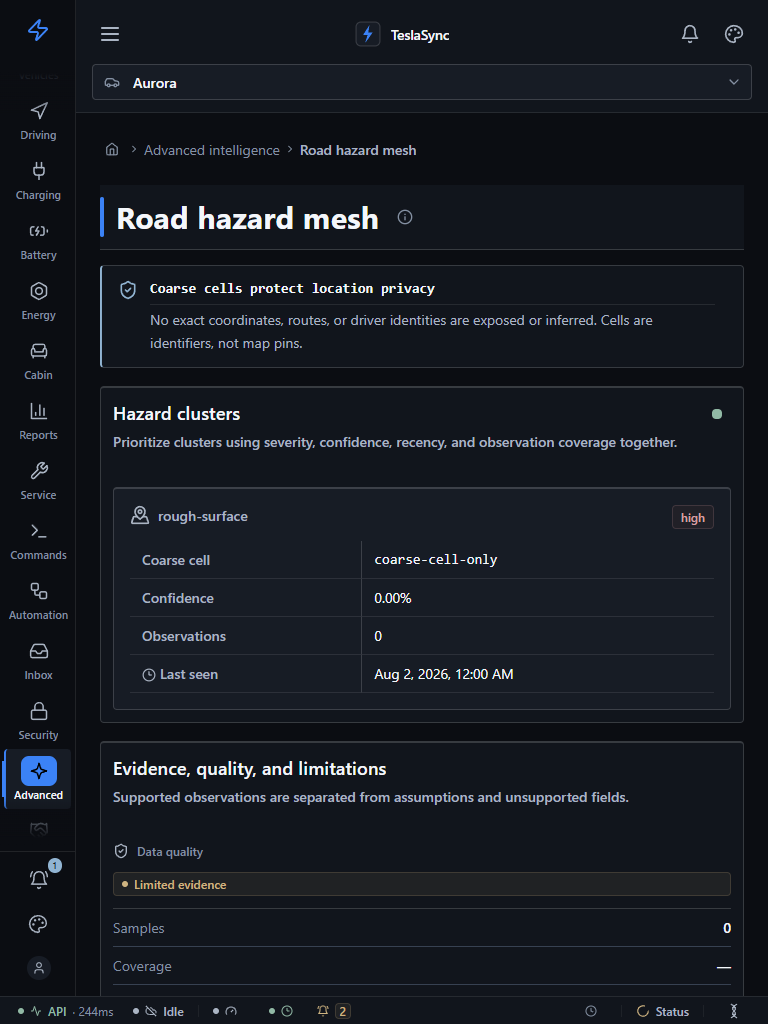 TeslaSync
Aurora
Driving
Charging
Battery
Energy
Cabin
Reports
Service
Commands
Automation
Inbox
Security
Advanced
1
Advanced intelligence
Road hazard mesh
Road hazard mesh
Coarse cells protect location privacy
No exact coordinates, routes, or driver identities are exposed or inferred. Cells are
identifiers, not map pins.
Hazard clusters
Prioritize clusters using severity, confidence, recency, and observation coverage together.
rough-surface
high
Coarse cell coarse-cell-only
Confidence 0.00%
Observations 0
Last seen Aug 2, 2026, 12:00 AM
Evidence, quality, and limitations
Supported observations are separated from assumptions and unsupported fields.
Data quality
Limited evidence
Samples 0
Coverage —
API · 244ms Idle 2 Status